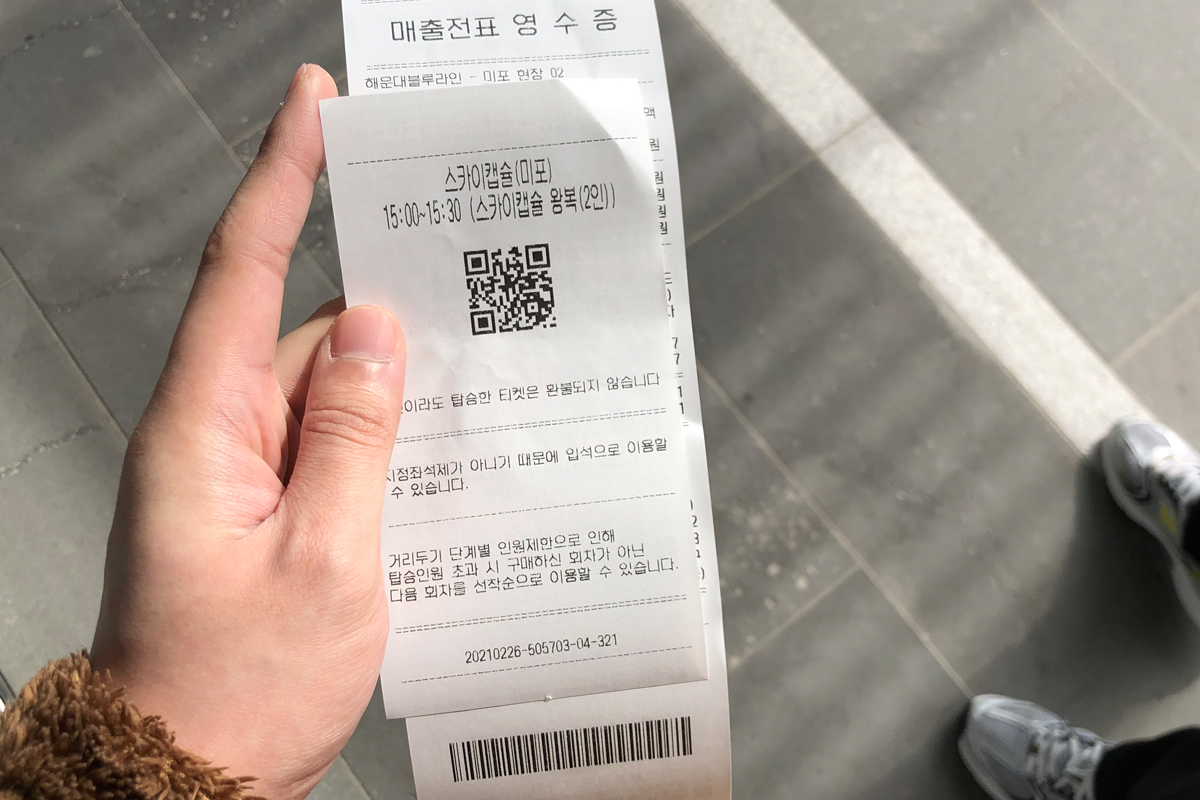 매출전표 영 수 증
해운대블루라인 - 미포 현장 02
맥
원
원
원
원
원
스카이캡슐(미포)
15:00~15:30 (스카이캡슐 왕복(2인))
이라도 탑승한 티켓은 환불되지 않습니다
지정좌석제가 아니기 때문에 입석으로 이용할
수 있습니다.
거리두기 단계별 인원제한으로 인해
탑승인원 초과 시 구매하신 회차가 아닌
다음 회차를 선착순으로 이용할 수 있습니다.
20210226-505703-04-321